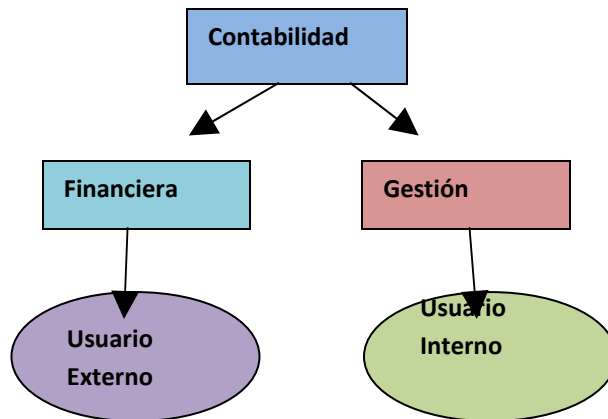 Contabilidad
Financiera
Gestión
Usuario
Externo
Usuario
Interno